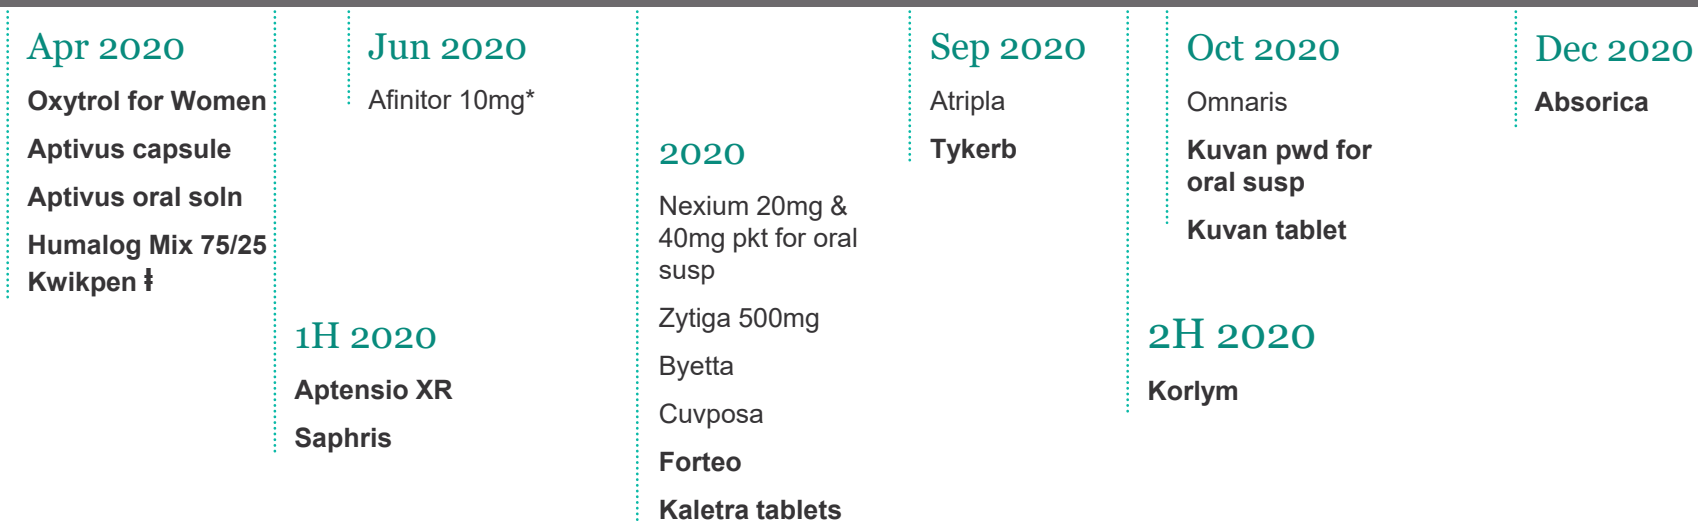 Apr 2020
Oxytrol for Women
Aptivus capsule
Aptivus oral soln
Humalog Mix 75/25
Kwikpen ƚ
1H 2020
Aptensio XR
Saphris
Jun 2020
Afinitor 10mg*
2020
Nexium 20mg &
40mg pkt for oral
susp
Zytiga 500mg
Byetta
Cuvposa
Forteo
Kaletra tablets
Sep 2020
Atripla
Tykerb
Oct 2020
Omnaris
Kuvan pwd for
oral susp
Kuvan tablet
2H 2020
Korlym
Dec 2020
Absorica